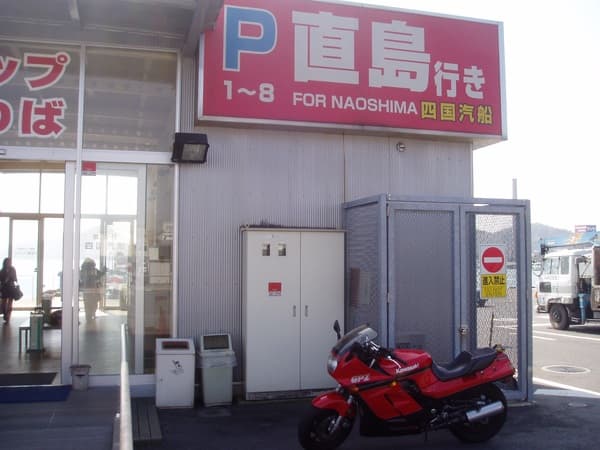 P
1～8
直島行き
FOR NAOSHIMA 四国汽船
ップ
りば
進入禁止
Kawasaki